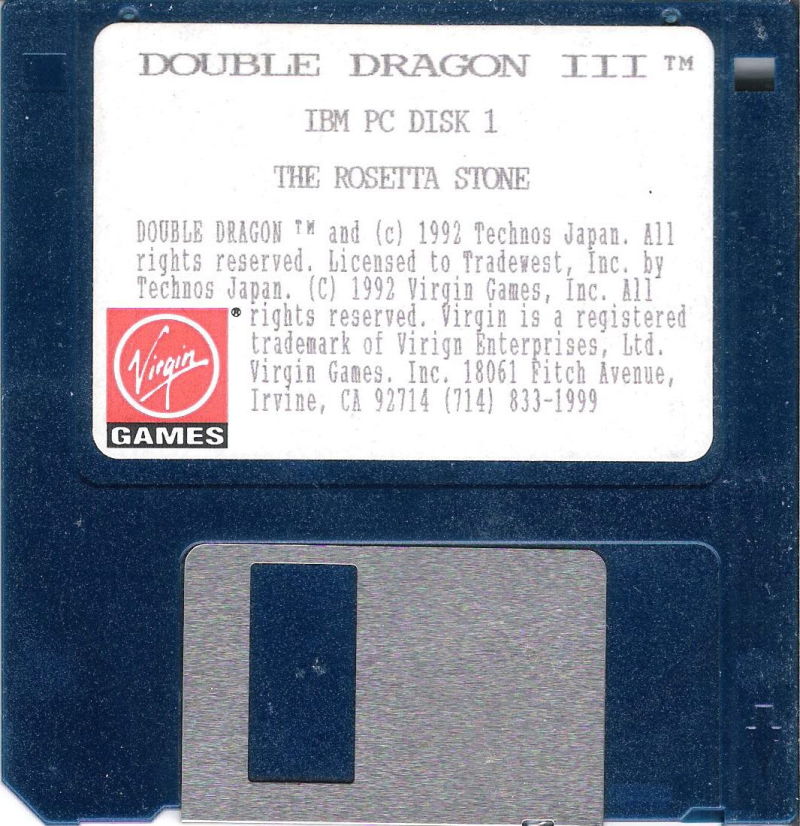 DOUBLE DRAGON III ™
IBM PC DISK 1
THE ROSETTA STONE
DOUBLE DRAGON ™ and (c) 1992 Technos Japan. All
rights reserved. Licensed to Tradewest, Inc. by
Technos Japan. (C) 1992 Virgin Games, Inc. All
rights reserved. Virgin is a registered
trademark of Virign Enterprises, Ltd.
Virgin Games. Inc. 18061 Fitch Avenue,
Irvine, CA 92714 (714) 833-1999
Virgin ®
GAMES